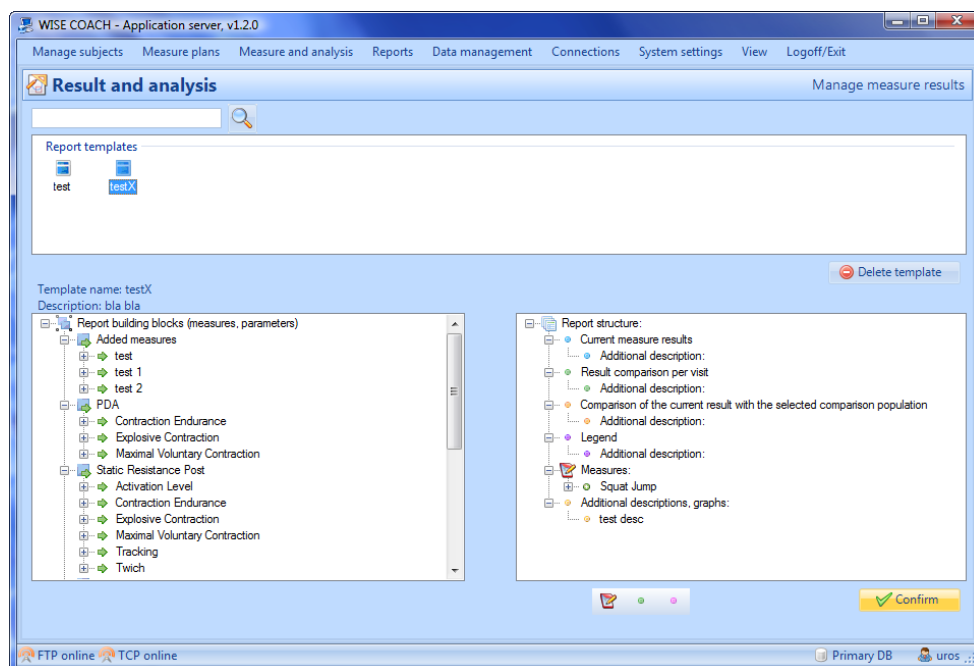 WISE COACH - Application server, v1.2.0
Manage subjects Measure plans Measure and analysis Reports Data management Connections System settings View Logoff/Exit
Result and analysis
Manage measure results
Report templates
test testX
Delete template
Template name: testX
Description: bla bla
Report building blocks (measures, parameters)
Added measures
test
test 1
test 2
PDA
Contraction Endurance
Explosive Contraction
Maximal Voluntary Contraction
Static Resistance Post
Activation Level
Contraction Endurance
Explosive Contraction
Maximal Voluntary Contraction
Tracking
Twich
Report structure:
Current measure results
Additional description:
Result comparison per visit
Additional description:
Comparison of the current result with the selected comparison population
Additional description:
Legend
Additional description:
Measures:
Squat Jump
Additional descriptions, graphs:
test desc
Confirm
FTP online TCP online
Primary DB uros